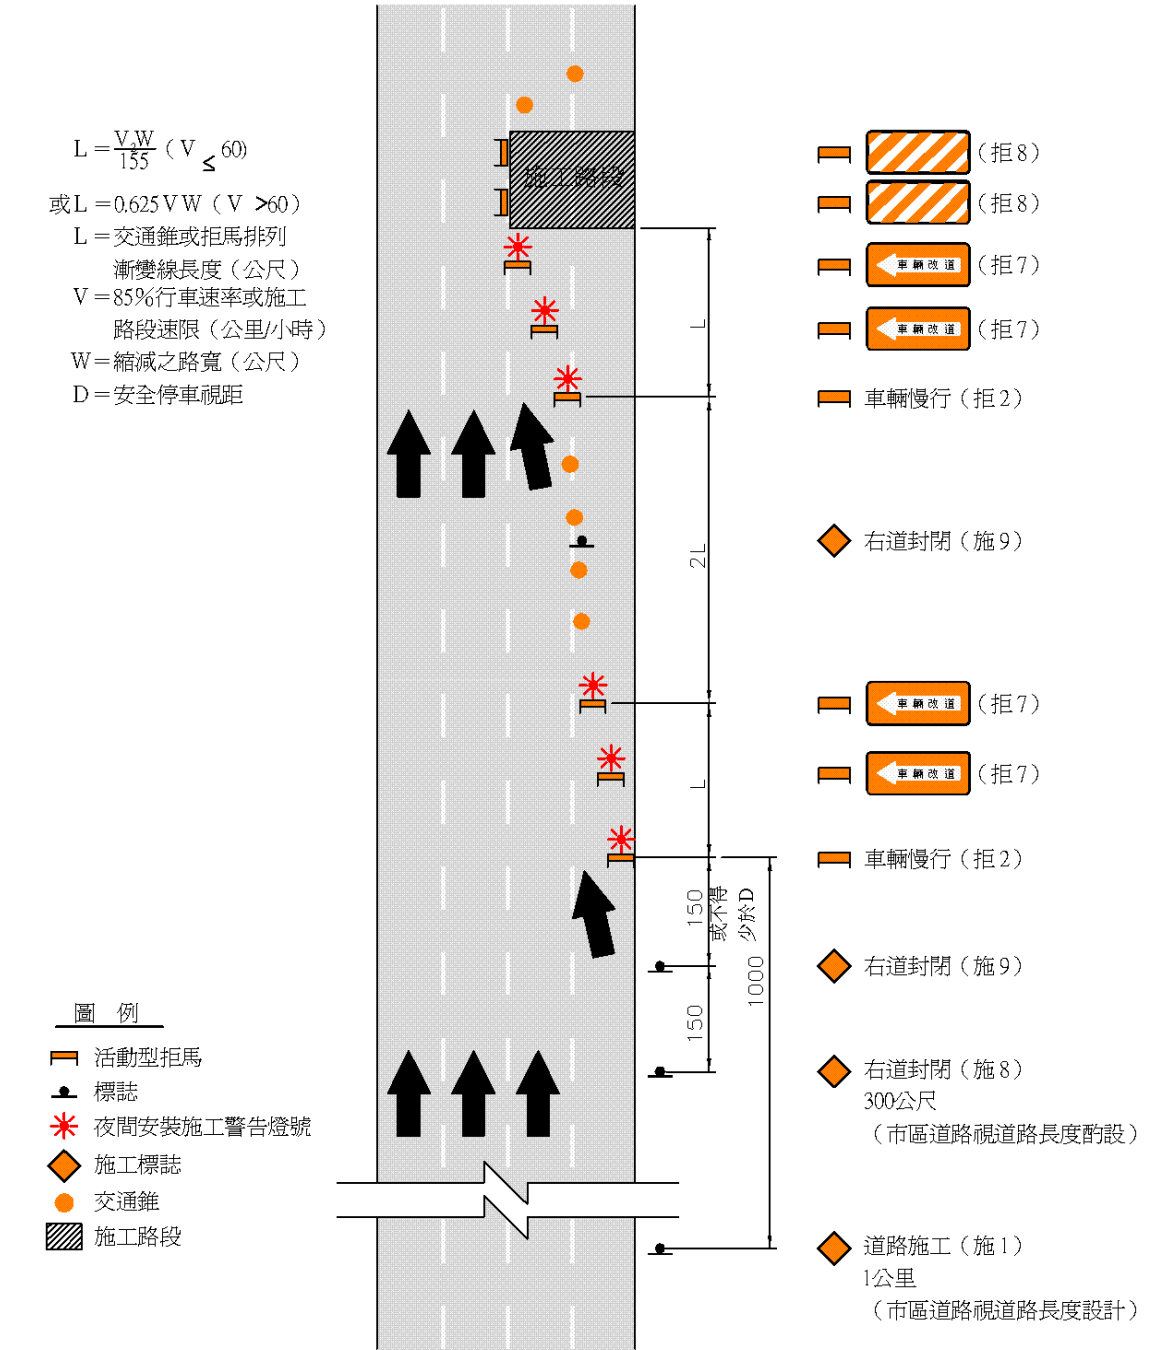 L＝V2W/155（V ≤ 60）
或L＝0.625VW（V >60）
L＝交通錐或拒馬排列
漸變線長度（公尺）
V＝85%行車速率或施工
路段速限（公里/小時）
W＝縮減之路寬（公尺）
D＝安全停車視距
施工路段
L
2L
L
150
或不得
少於D
150
1000
（拒8）
（拒8）
車輛改道（拒7）
車輛改道（拒7）
車輛慢行（拒2）
右道封閉（施9）
車輛改道（拒7）
車輛改道（拒7）
車輛慢行（拒2）
右道封閉（施9）
右道封閉（施8）
300公尺
（市區道路視道路長度酌設）
道路施工（施1）
1公里
（市區道路視道路長度設計）
圖 例
活動型拒馬
標誌
夜間安裝施工警告燈號
施工標誌
交通錐
施工路段